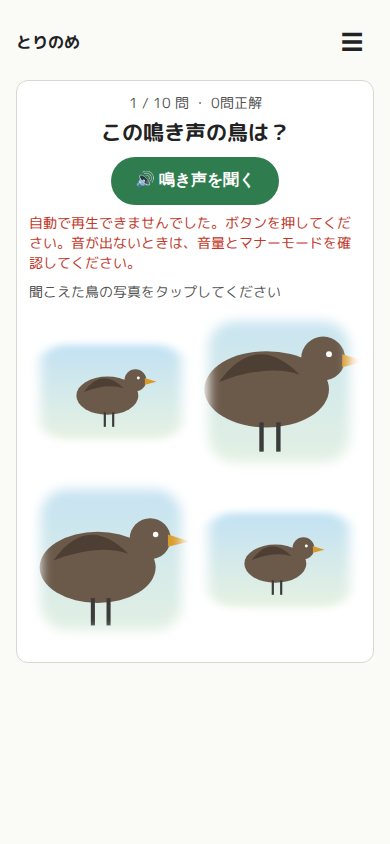 とりのめ
1 / 10 問 · 0問正解
この鳴き声の鳥は？
🔊 鳴き声を聞く
自動で再生できませんでした。ボタンを押してくだ
さい。音が出ないときは、音量とマナーモードを確
認してください。
聞こえた鳥の写真をタップしてください